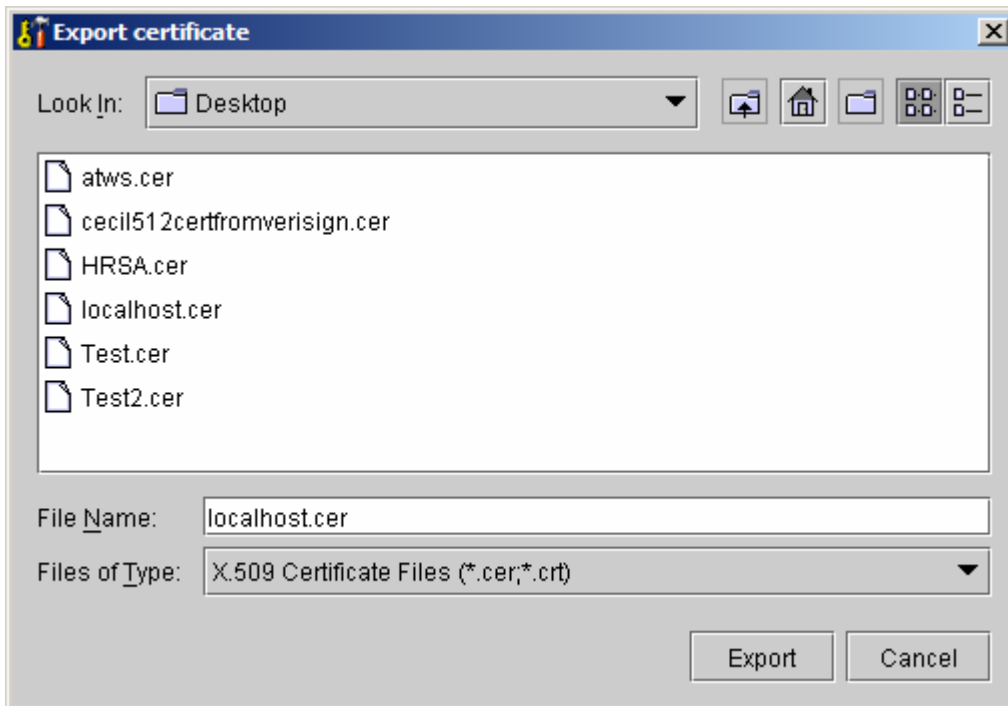 Export certificate
Look In: Desktop
atws.cer
cecil512certfromverisign.cer
HRSA.cer
localhost.cer
Test.cer
Test2.cer
File Name: localhost.cer
Files of Type: X.509 Certificate Files (*.cer;*.crt)
Export Cancel